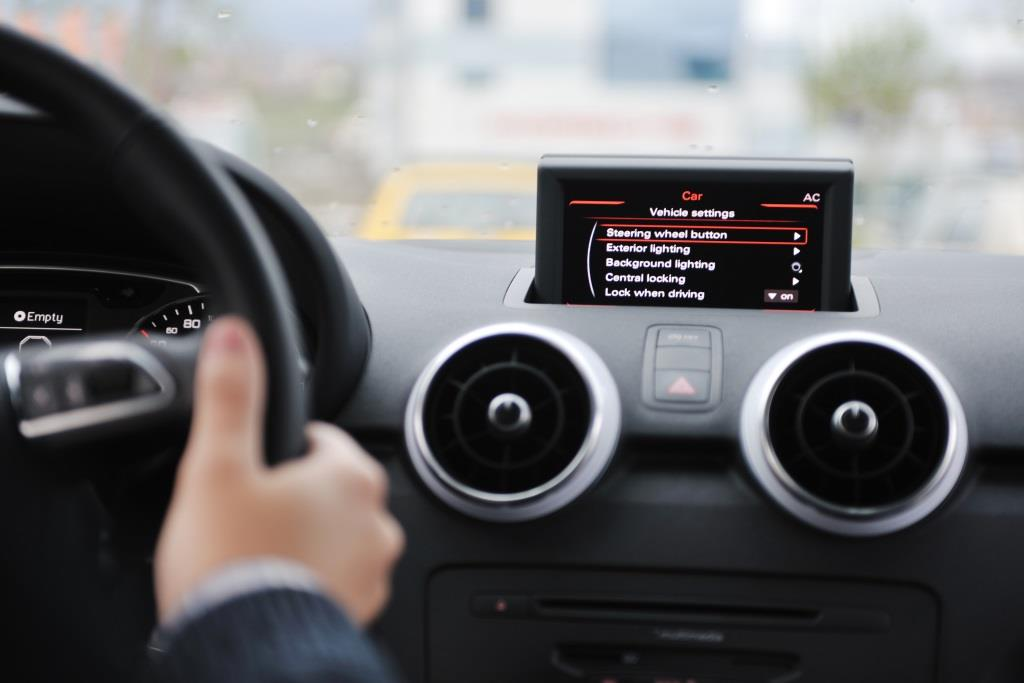 Car
AC
Vehicle settings
Steering wheel button
Exterior lighting
Background lighting
Central locking
Lock when driving
on
Empty
60 80